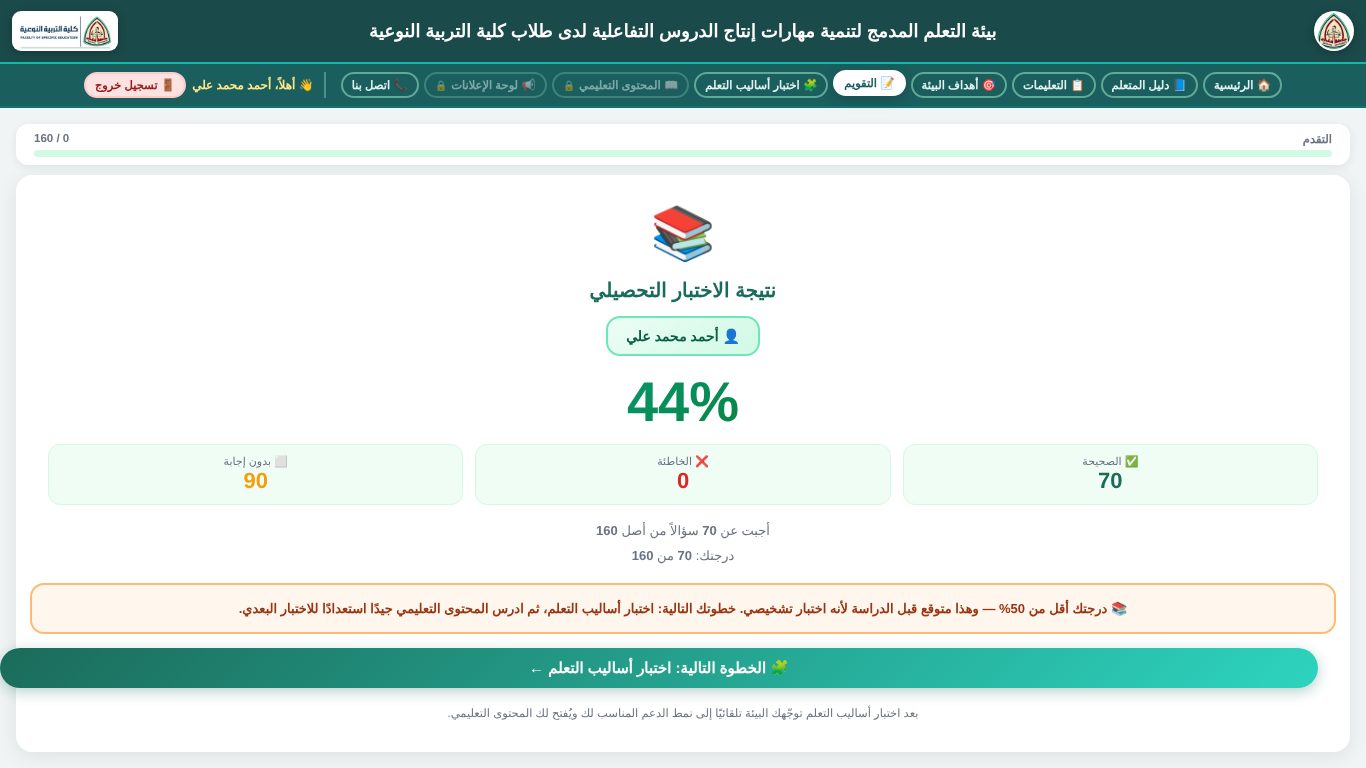 بيئة التعلم المدمج لتنمية مهارات إنتاج الدروس التفاعلية لدى طلاب كلية التربية النوعية
كلية التربية النوعية
FACULTY OF SPECIFIC EDUCATION
🏠 الرئيسية
📘 دليل المتعلم
📋 التعليمات
🎯 أهداف البيئة
📝 التقويم
🧩 اختبار أساليب التعلم
📖 المحتوى التعليمي 🔒
📢 لوحة الإعلانات 🔒
📞 اتصل بنا
👋 أهلاً، أحمد محمد علي
🚪 تسجيل خروج
التقدم
0 / 160
نتيجة الاختبار التحصيلي
👤 أحمد محمد علي
44%
✅ الصحيحة
70
❌ الخاطئة
0
⬜ بدون إجابة
90
أجبت عن 70 سؤالاً من أصل 160
درجتك: 70 من 160
📚 درجتك أقل من 50% — وهذا متوقع قبل الدراسة لأنه اختبار تشخيصي. خطوتك التالية: اختبار أساليب التعلم، ثم ادرس المحتوى التعليمي جيدًا استعدادًا للاختبار البعدي.
🧩 الخطوة التالية: اختبار أساليب التعلم ←
بعد اختبار أساليب التعلم توجّهك البيئة تلقائيًا إلى نمط الدعم المناسب لك ويُفتح لك المحتوى التعليمي.